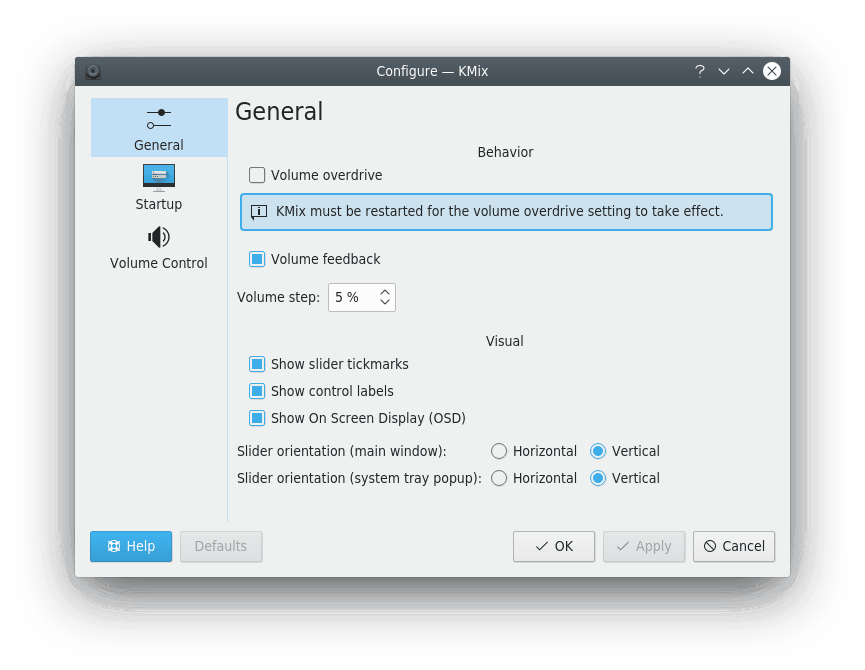 Configure — KMix
General
Startup
Volume Control
General
Behavior
Volume overdrive
KMix must be restarted for the volume overdrive setting to take effect.
Volume feedback
Volume step: 5 %
Visual
Show slider tickmarks
Show control labels
Show On Screen Display (OSD)
Slider orientation (main window): Horizontal Vertical
Slider orientation (system tray popup): Horizontal Vertical
Help Defaults OK Apply Cancel